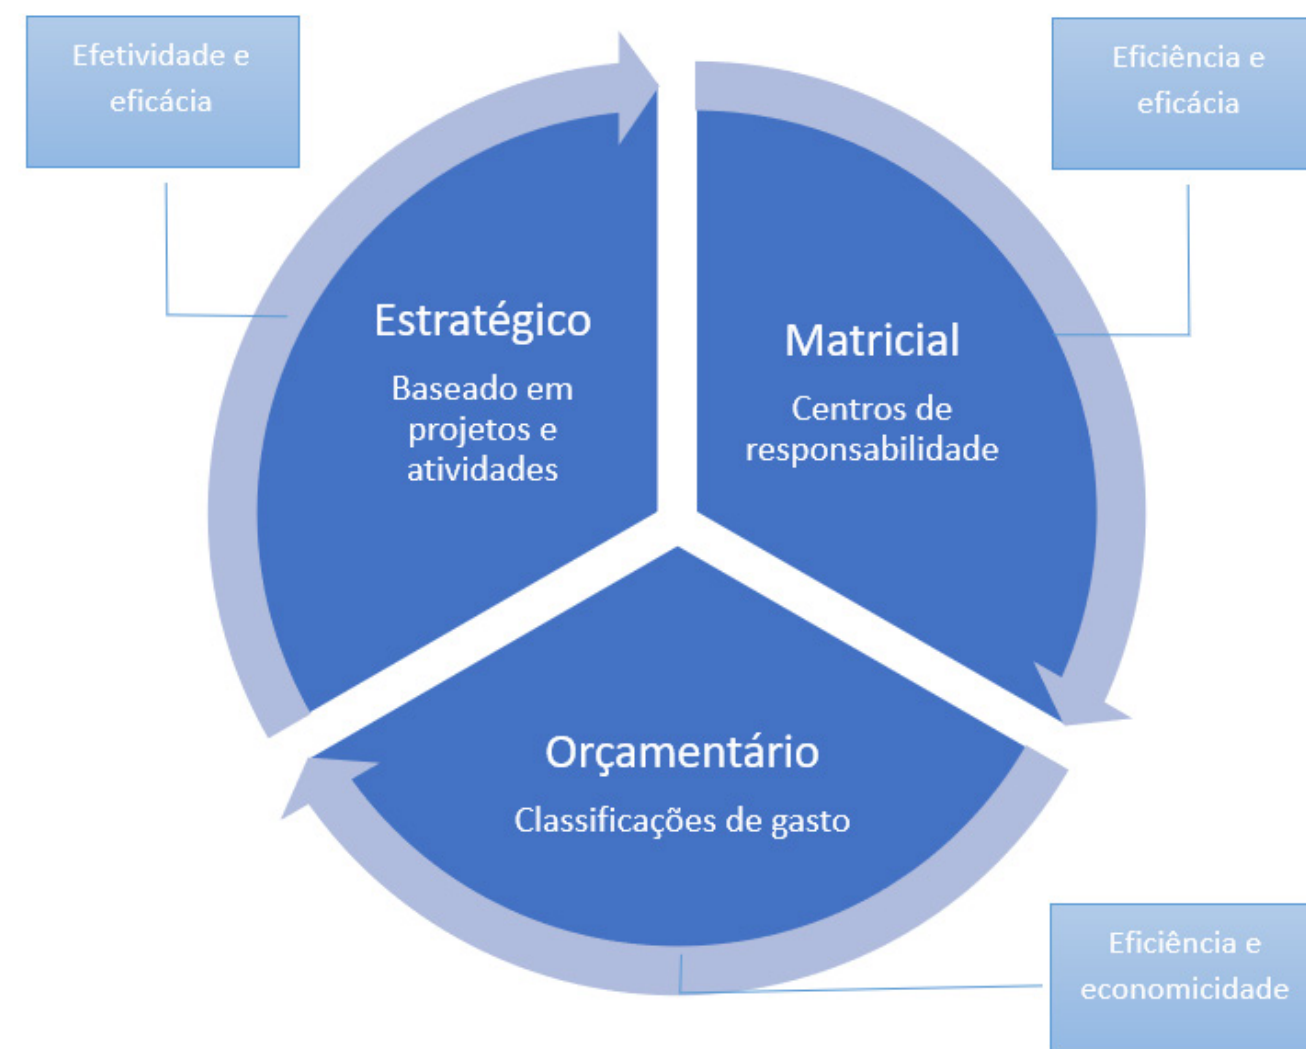 Efetividade e
eficácia
Eficiência e
eficácia
Estratégico
Baseado em
projetos e
atividades
Matricial
Centros de
responsabilidade
Orçamentário
Classificações de gasto
Eficiência e
economicidade